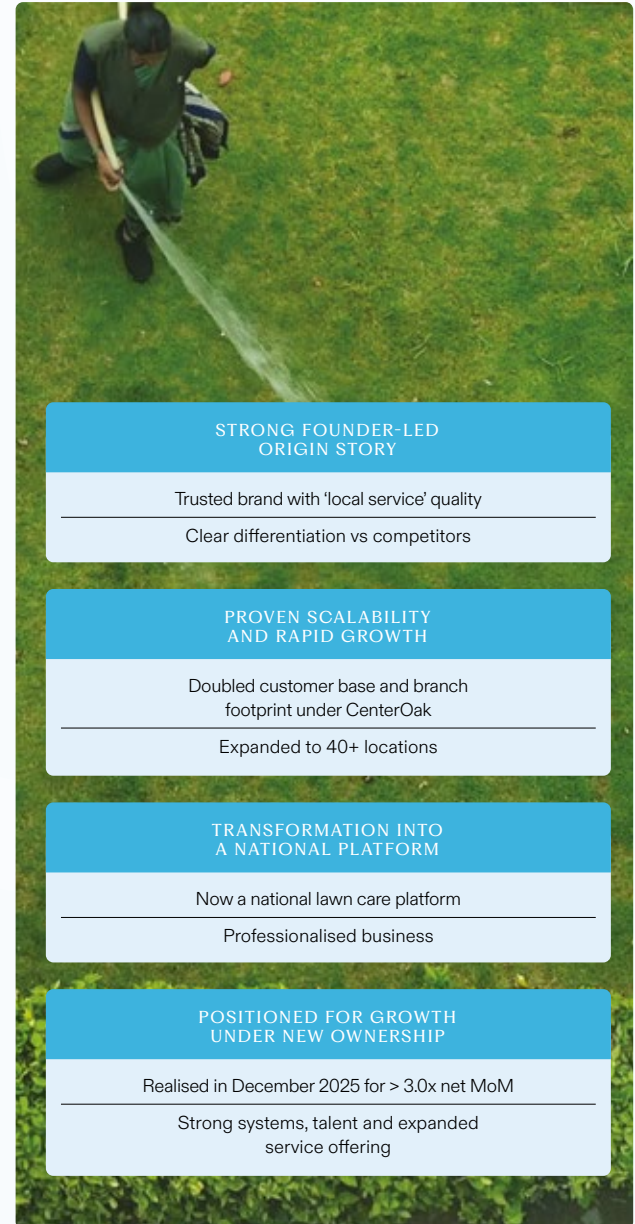 STRONG FOUNDER-LED
ORIGIN STORY
Trusted brand with ‘local service’ quality
Clear differentiation vs competitors
PROVEN SCALABILITY
AND RAPID GROWTH
Doubled customer base and branch
footprint under CenterOak
Expanded to 40+ locations
TRANSFORMATION INTO
A NATIONAL PLATFORM
Now a national lawn care platform
Professionalised business
POSITIONED FOR GROWTH
UNDER NEW OWNERSHIP
Realised in December 2025 for > 3.0x net MoM
Strong systems, talent and expanded
service offering